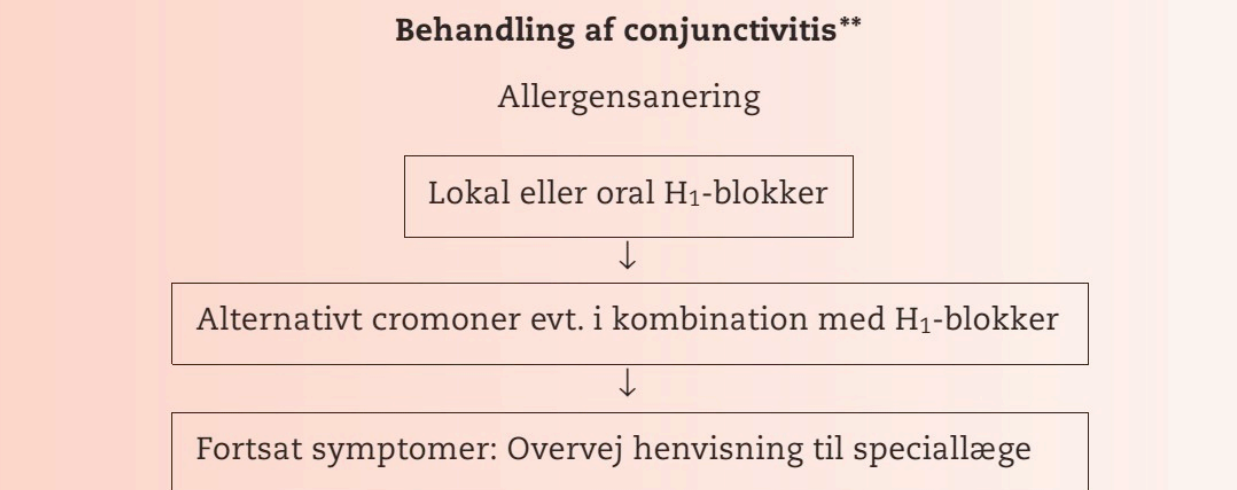 Behandling af conjunctivitis**
Allergensanering
Lokal eller oral H₁-blokker
↓
Alternativt cromoner evt. i kombination med H₁-blokker
↓
Fortsat symptomer: Overvej henvisning til speciallæge